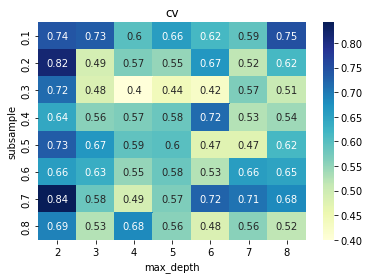 cv
0.1 0.74 0.73 0.6 0.66 0.62 0.59 0.75
0.2 0.82 0.49 0.57 0.55 0.67 0.52 0.62
0.3 0.72 0.48 0.4 0.44 0.42 0.57 0.51
0.4 0.64 0.56 0.57 0.58 0.72 0.53 0.54
0.5 0.73 0.67 0.59 0.6 0.47 0.47 0.62
0.6 0.66 0.63 0.55 0.58 0.53 0.66 0.65
0.7 0.84 0.58 0.49 0.57 0.72 0.71 0.68
0.8 0.69 0.53 0.68 0.56 0.48 0.56 0.52
2 3 4 5 6 7 8
max_depth
subsample
0.80
0.75
0.70
0.65
0.60
0.55
0.50
0.45
0.40